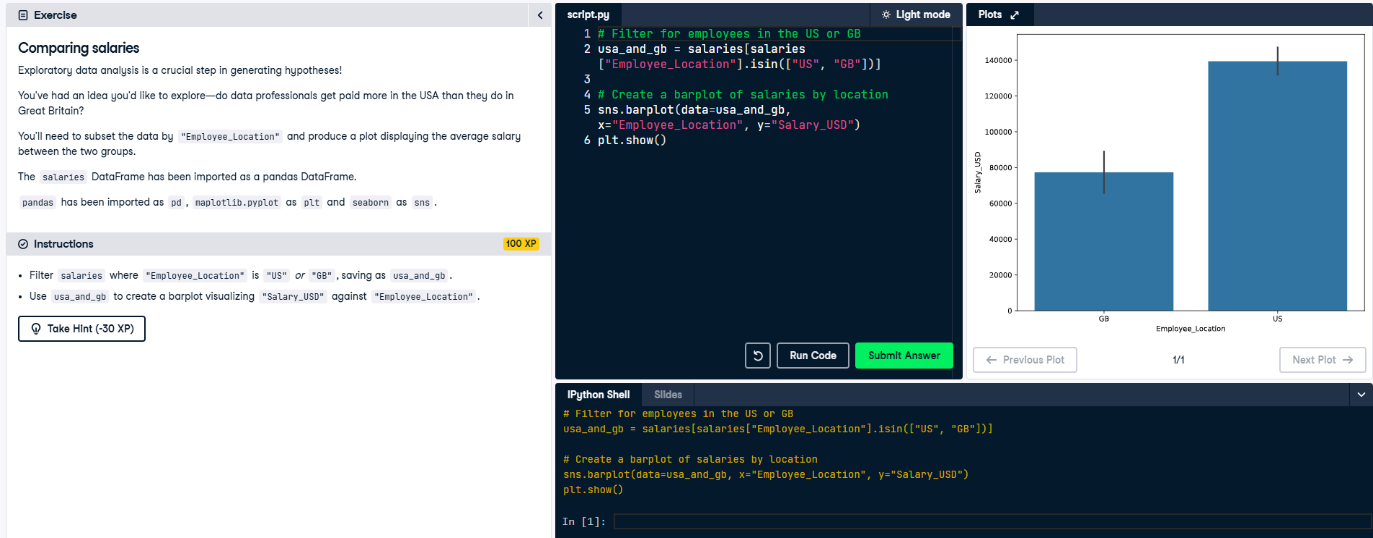 Exercise
Comparing salaries
Exploratory data analysis is a crucial step in generating hypotheses!
You've had an idea you'd like to explore—do data professionals get paid more in the USA than they do in
Great Britain?
You'll need to subset the data by "Employee_Location" and produce a plot displaying the average salary
between the two groups.
The salaries DataFrame has been imported as a pandas DataFrame.
pandas has been imported as pd, maplotlib.pyplot as plt and seaborn as sns.
Instructions
100 XP
• Filter salaries where "Employee_Location" is "US" or "GB", saving as usa_and_gb.
• Use usa_and_gb to create a barplot visualizing "Salary_USD" against "Employee_Location".
Take Hint (-30 XP)
script.py
Light mode
1 # Filter for employees in the US or GB
2 usa_and_gb = salaries[salaries
["Employee_Location"].isin(["US", "GB"])]
3
4 # Create a barplot of salaries by location
5 sns.barplot(data=usa_and_gb,
x="Employee_Location", y="Salary_USD")
6 plt.show()
Run Code
Submit Answer
Plots
140000
120000
100000
80000
60000
40000
20000
0
Salary_USD
GB
US
Employee_Location
Previous Plot
1/1
Next Plot
IPython Shell
Slides
# Filter for employees in the US or GB
usa_and_gb = salaries[salaries["Employee_Location"].isin(["US", "GB"])]
# Create a barplot of salaries by location
sns.barplot(data=usa_and_gb, x="Employee_Location", y="Salary_USD")
plt.show()
In [1]: